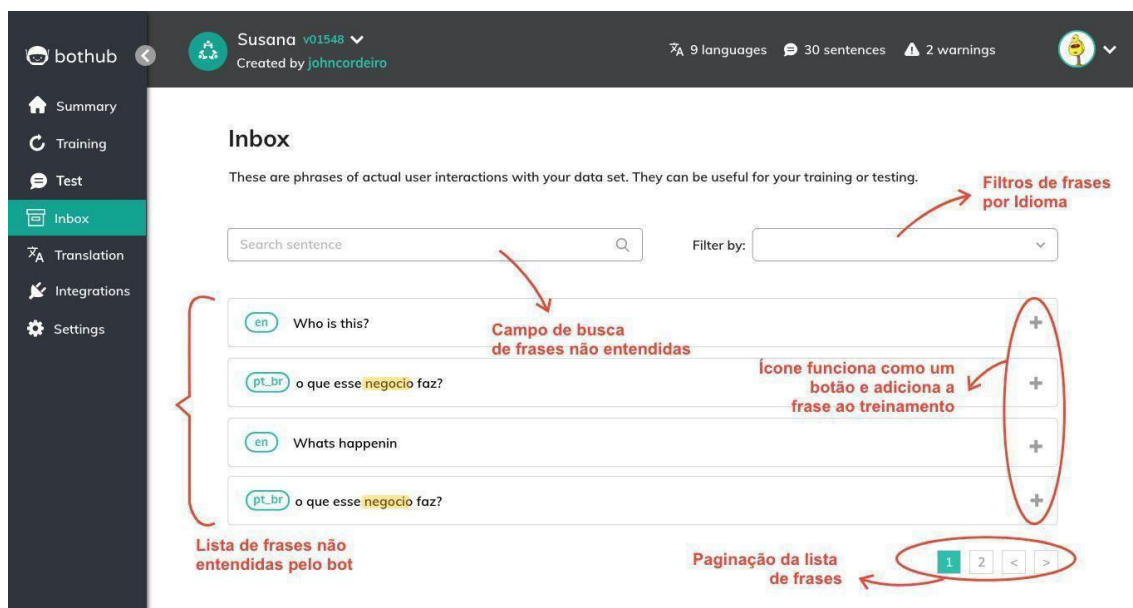 bothub
Susana v01548
Created by johncordeiro
9 languages
30 sentences
2 warnings
Summary
Training
Test
Inbox
Translation
Integrations
Settings
Inbox
These are phrases of actual user interactions with your data set. They can be useful for your training or testing.
Filtros de frases
por Idioma
Search sentence
Filter by:
en Who is this?
Campo de busca
de frases não entendidas
pt_br o que esse negocio faz?
Ícone funciona como um
botão e adiciona a
frase ao treinamento
en Whats happenin
pt_br o que esse negocio faz?
Lista de frases não
entendidas pelo bot
Paginação da lista
de frases
1 2 < >